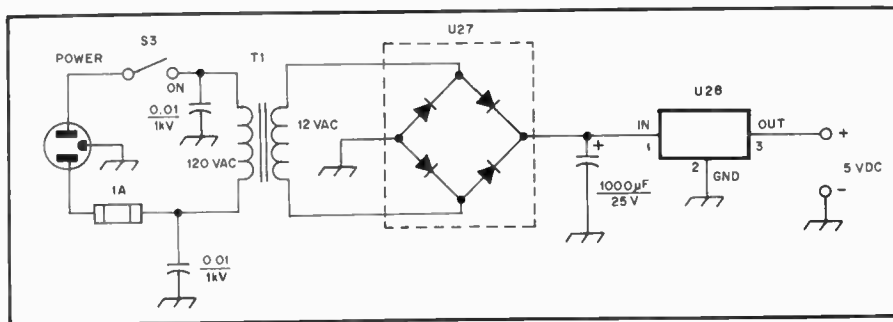 POWER
S3
ON
0.01
1kV
T1
120 VAC
12 VAC
1A
0.01
1kV
U27
+
1000µF
25V
U28
IN
1
OUT
3
2
GND
+
5 VDC
-